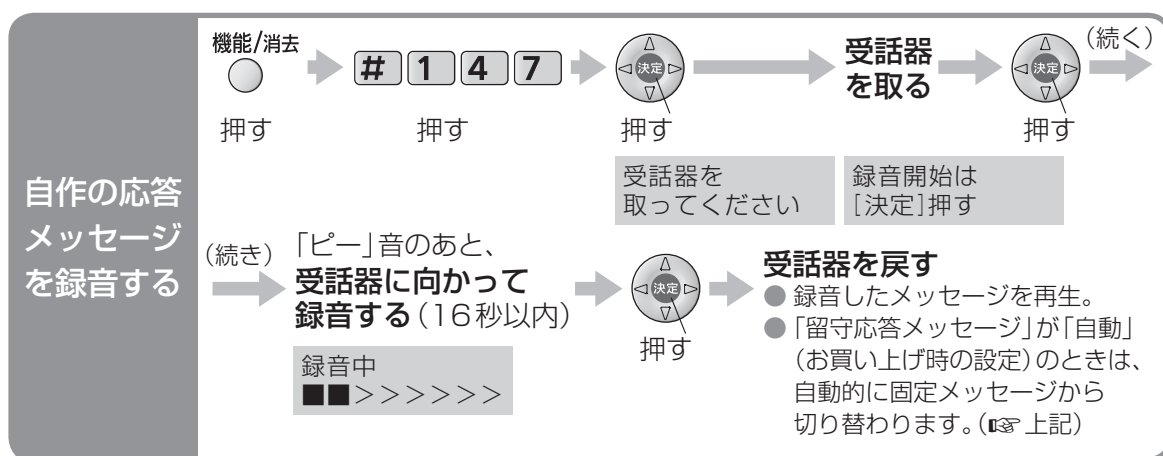 自作の応答
メッセージ
を録音する
機能/消去
押す
# 1 4 7
押す
決定
押す
受話器を
取ってください
受話器
を取る
録音開始は
[決定]押す
決定
押す
(続く)
(続き)
「ピー」音のあと、
受話器に向かって
録音する(16秒以内)
録音中
■■>>>>>>
決定
押す
受話器を戻す
● 録音したメッセージを再生。
● 「留守応答メッセージ」が「自動」
(お買い上げ時の設定)のときは、
自動的に固定メッセージから
切り替わります。(☞上記)